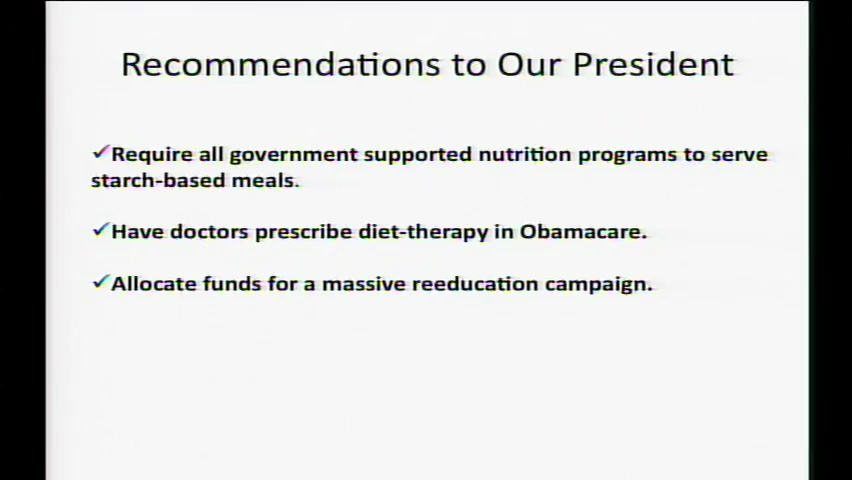 Recommendations to Our President
✓Require all government supported nutrition programs to serve
starch-based meals.
✓Have doctors prescribe diet-therapy in Obamacare.
✓Allocate funds for a massive reeducation campaign.